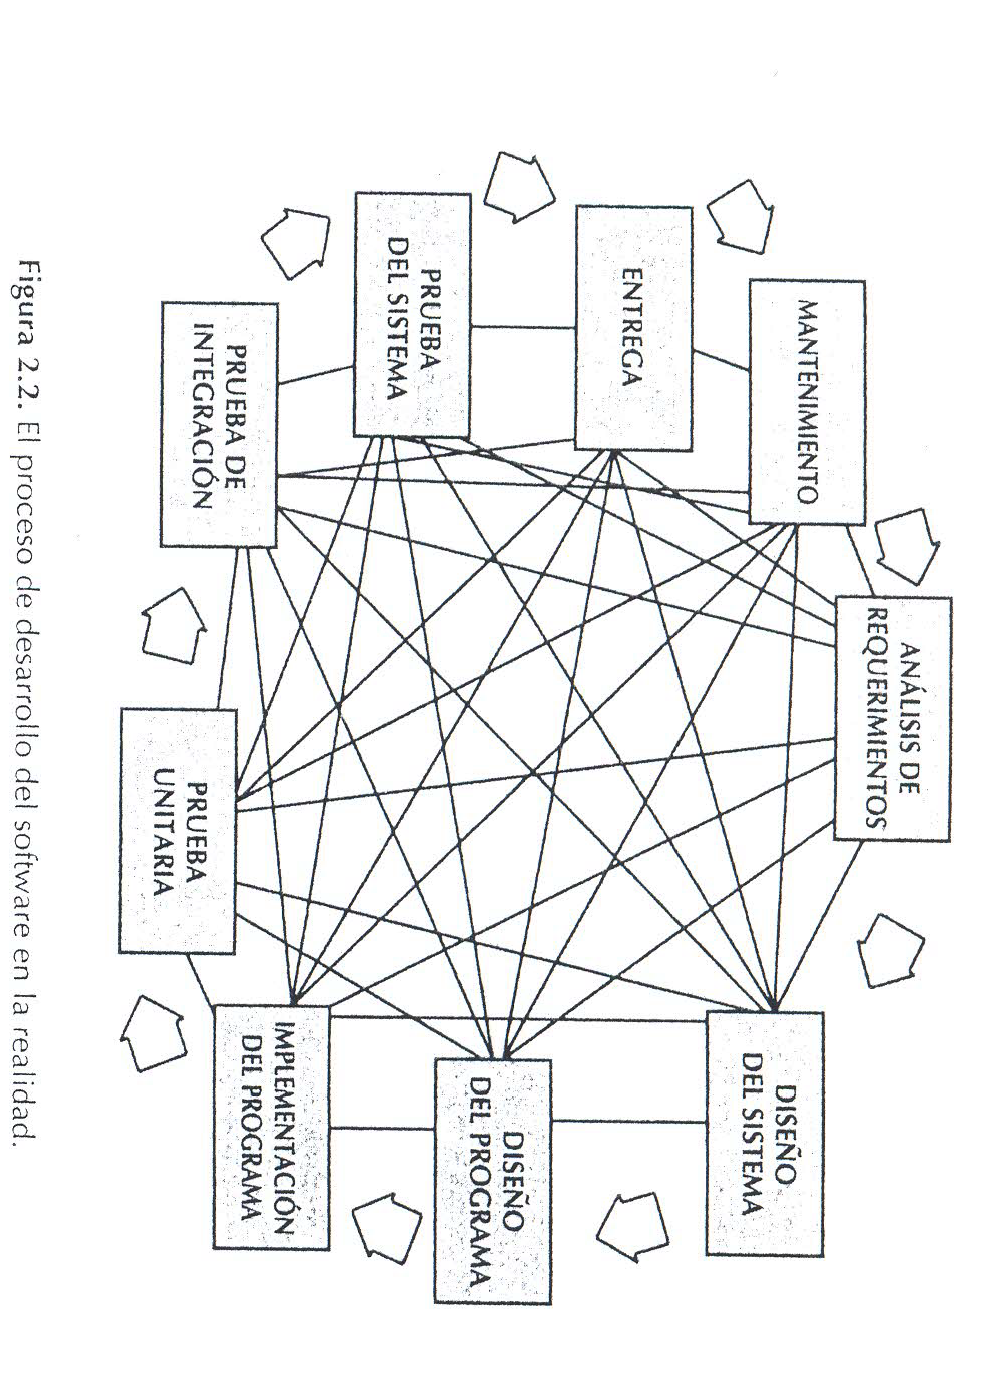 ANÁLISIS DE
REQUERIMIENTOS
MANTENIMIENTO
DISEÑO
DEL SISTEMA
ENTREGA
DISEÑO
DEL PROGRAMA
PRUEBA
DEL SISTEMA
IMPLEMENTACIÓN
DEL PROGRAMA
PRUEBA DE
INTEGRACIÓN
PRUEBA
UNITARIA
Figura 2.2. El proceso de desarrollo del software en la realidad.